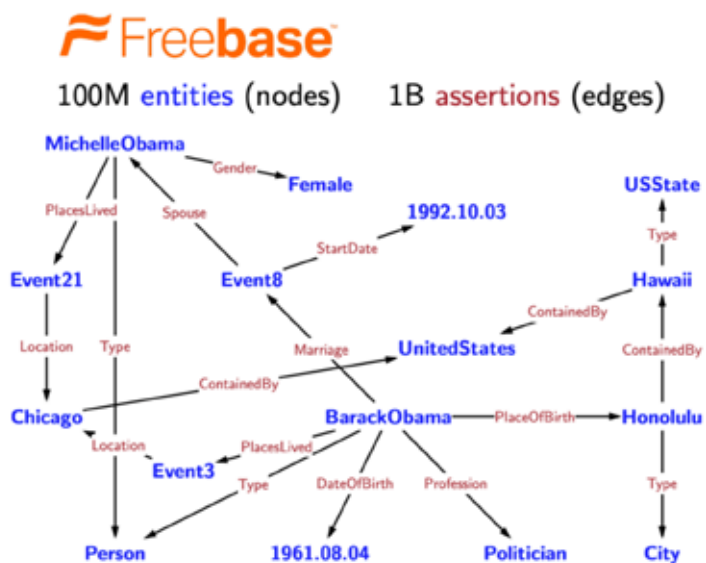 Freebase
100M entities (nodes) 1B assertions (edges)
MichelleObama
Gender
Female
USState
PlacesLived
Spouse
1992.10.03
StartDate
Type
Event21
Event8
Hawaii
ContainedBy
Location
Type
Marriage
UnitedStates
ContainedBy
ContainedBy
Chicago
BarackObama
PlaceOfBirth
Honolulu
Location
PlacesLived
Event3
Type
DateOfBirth
Profession
Type
Person
1961.08.04
Politician
City